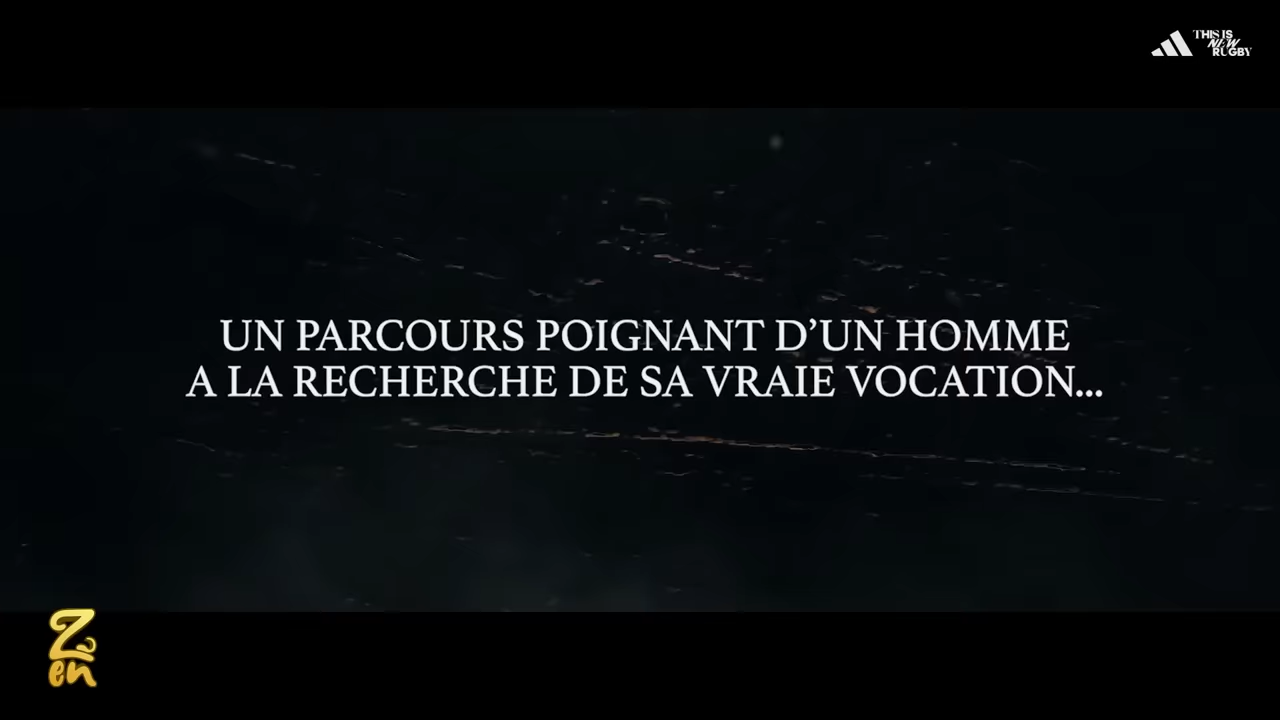 THIS IS
NEW
RUGBY
UN PARCOURS POIGNANT D’UN HOMME
A LA RECHERCHE DE SA VRAIE VOCATION...
Zen